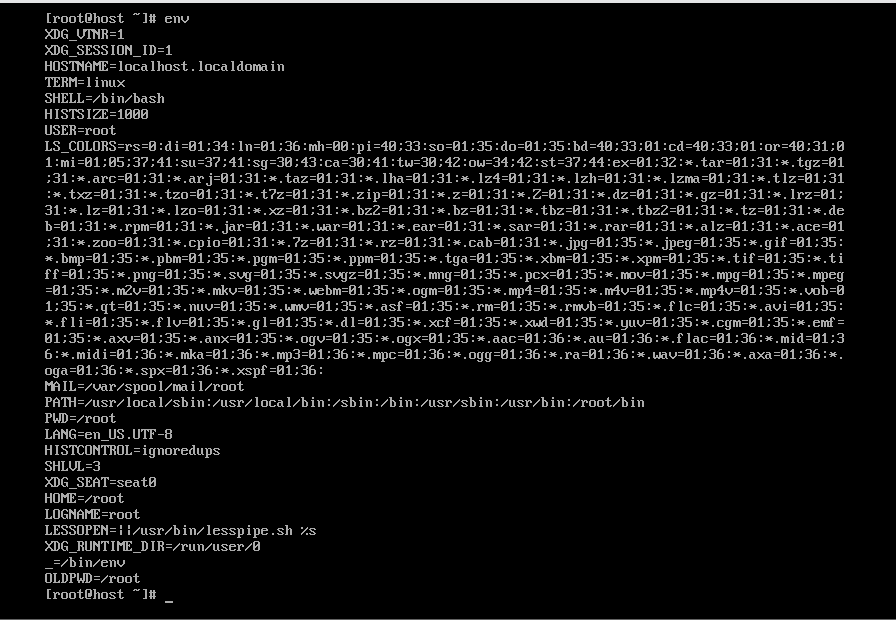 [root@host ~]# env
XDG_VTNR=1
XDG_SESSION_ID=1
HOSTNAME=localhost.localdomain
TERM=linux
SHELL=/bin/bash
HISTSIZE=1000
USER=root
LS_COLORS=rs=0:di=01;34:ln=01;36:mh=00:pi=40;33:so=01;35:do=01;35:bd=40;33;01:cd=40;33;01:or=40;31;0
1:mi=01;05;37;41:su=37;41:sg=30;43:ca=30;41:tw=30;42:ow=34;42:st=37;44:ex=01;32:*.tar=01;31:*.tgz=01
;31:*.arc=01;31:*.arj=01;31:*.taz=01;31:*.lha=01;31:*.lz4=01;31:*.lzh=01;31:*.lzma=01;31:*.tlz=01;31
:*.txz=01;31:*.tzo=01;31:*.t7z=01;31:*.zip=01;31:*.z=01;31:*.Z=01;31:*.dz=01;31:*.gz=01;31:*.lrz=01;
31:*.lz=01;31:*.lzo=01;31:*.xz=01;31:*.bz2=01;31:*.bz=01;31:*.tbz=01;31:*.tbz2=01;31:*.tz=01;31:*.de
b=01;31:*.rpm=01;31:*.jar=01;31:*.war=01;31:*.ear=01;31:*.sar=01;31:*.rar=01;31:*.alz=01;31:*.ace=01
;31:*.zoo=01;31:*.cpio=01;31:*.7z=01;31:*.rz=01;31:*.cab=01;31:*.jpg=01;35:*.jpeg=01;35:*.gif=01;35:
*.bmp=01;35:*.pbm=01;35:*.pgm=01;35:*.ppm=01;35:*.tga=01;35:*.xbm=01;35:*.xpm=01;35:*.tif=01;35:*.ti
ff=01;35:*.png=01;35:*.svg=01;35:*.svgz=01;35:*.mng=01;35:*.pcx=01;35:*.mov=01;35:*.mpg=01;35:*.mpeg
=01;35:*.m2v=01;35:*.mkv=01;35:*.webm=01;35:*.ogm=01;35:*.mp4=01;35:*.m4v=01;35:*.mp4v=01;35:*.vob=0
1;35:*.qt=01;35:*.nuv=01;35:*.wmv=01;35:*.asf=01;35:*.rm=01;35:*.rmvb=01;35:*.flc=01;35:*.avi=01;35:
*.fli=01;35:*.flv=01;35:*.gl=01;35:*.dl=01;35:*.xcf=01;35:*.xwd=01;35:*.yuv=01;35:*.cgm=01;35:*.emf=
01;35:*.axv=01;35:*.anx=01;35:*.ogv=01;35:*.ogx=01;35:*.aac=01;36:*.au=01;36:*.flac=01;36:*.mid=01;3
6:*.midi=01;36:*.mka=01;36:*.mp3=01;36:*.mpc=01;36:*.ogg=01;36:*.ra=01;36:*.wav=01;36:*.axa=01;36:*.
oga=01;36:*.spx=01;36:*.xspf=01;36:
MAIL=/var/spool/mail/root
PATH=/usr/local/sbin:/usr/local/bin:/sbin:/bin:/usr/sbin:/usr/bin:/root/bin
PWD=/root
LANG=en_US.UTF-8
HISTCONTROL=ignoredups
SHLVL=3
XDG_SEAT=seat0
HOME=/root
LOGNAME=root
LESSOPEN=||/usr/bin/lesspipe.sh %s
XDG_RUNTIME_DIR=/run/user/0
_=/bin/env
OLDPWD=/root
[root@host ~]# _